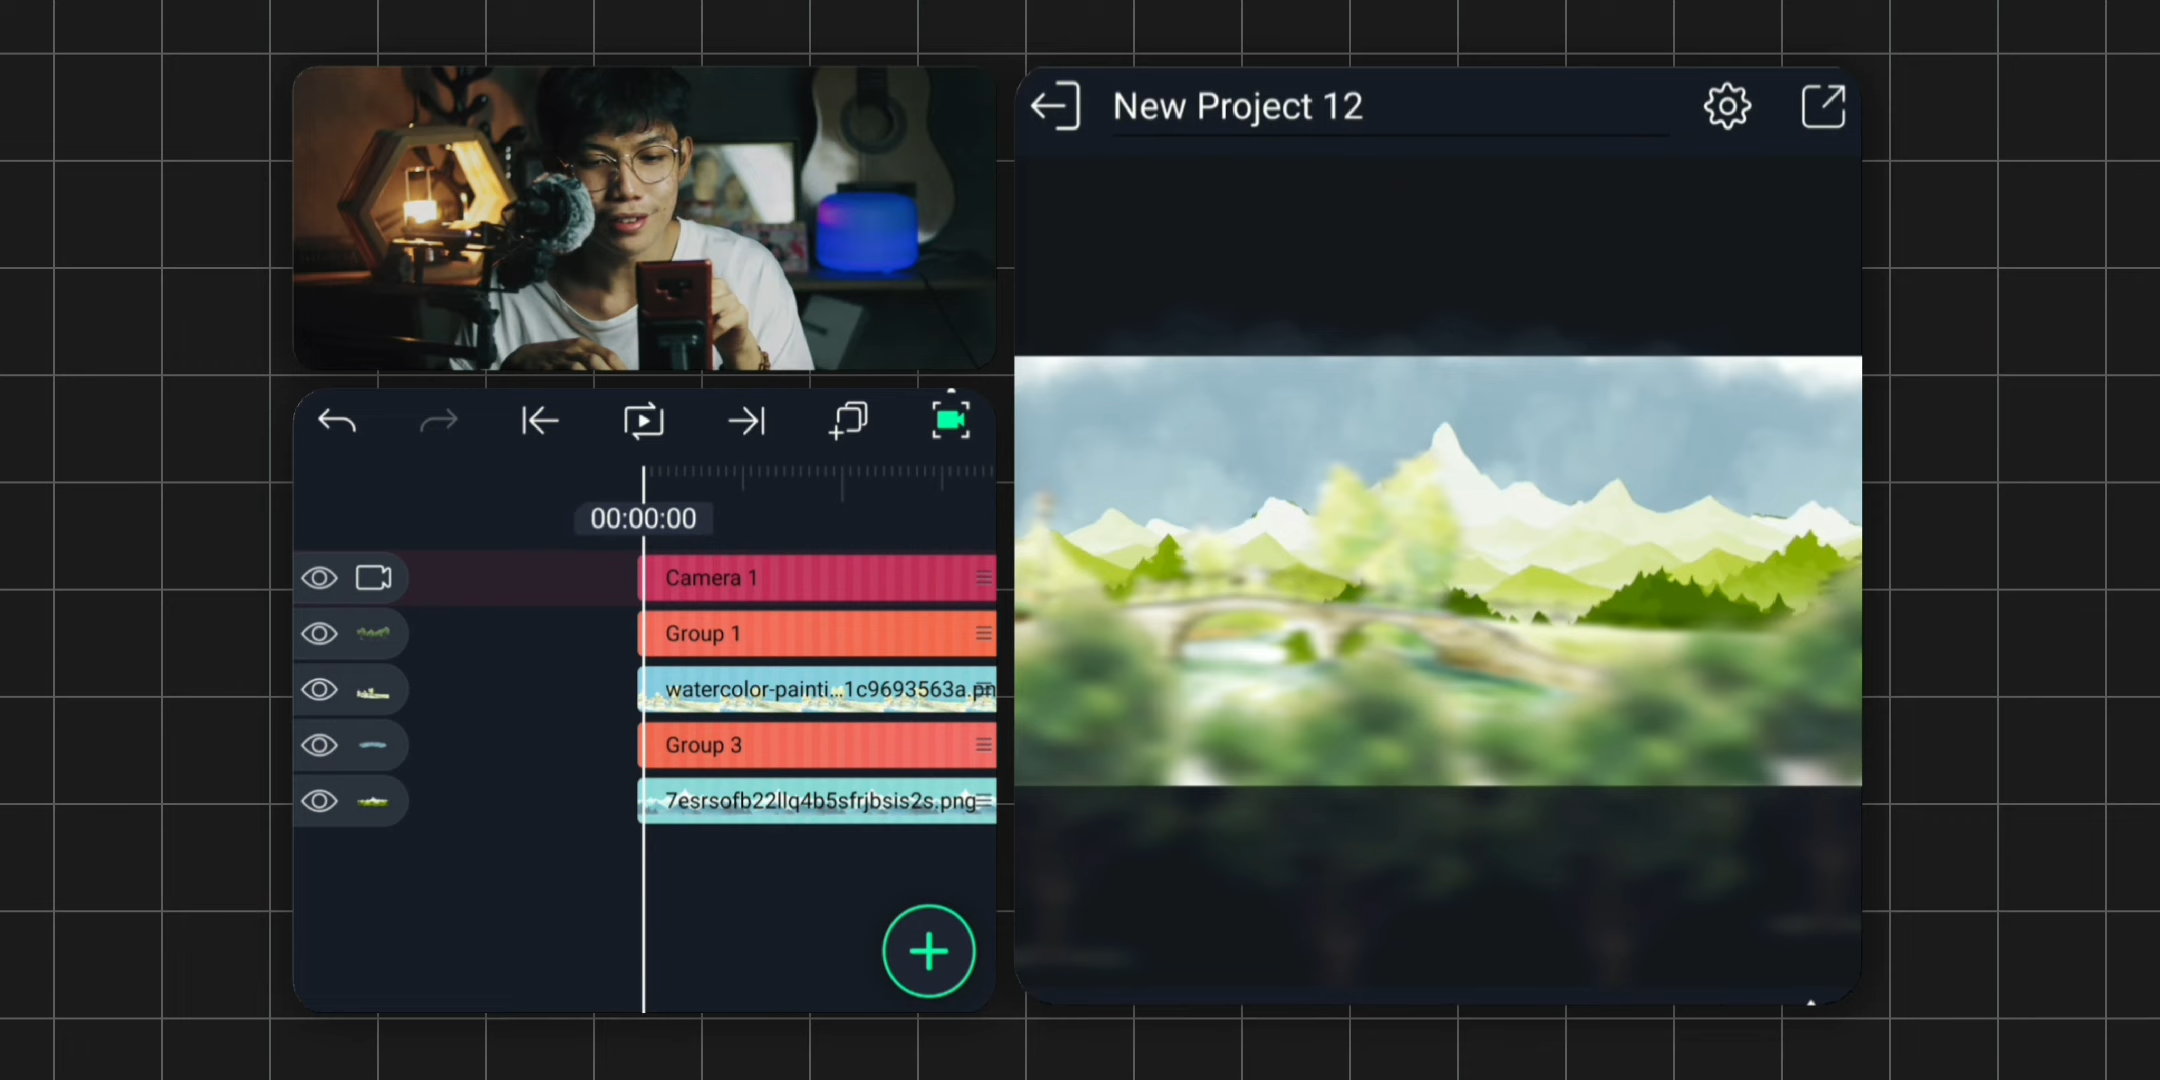 New Project 12
00:00:00
Camera 1
Group 1
watercolor-painti...1c9693563a.pn
Group 3
7esrsofb22llq4b5sfrjbsis2s.png